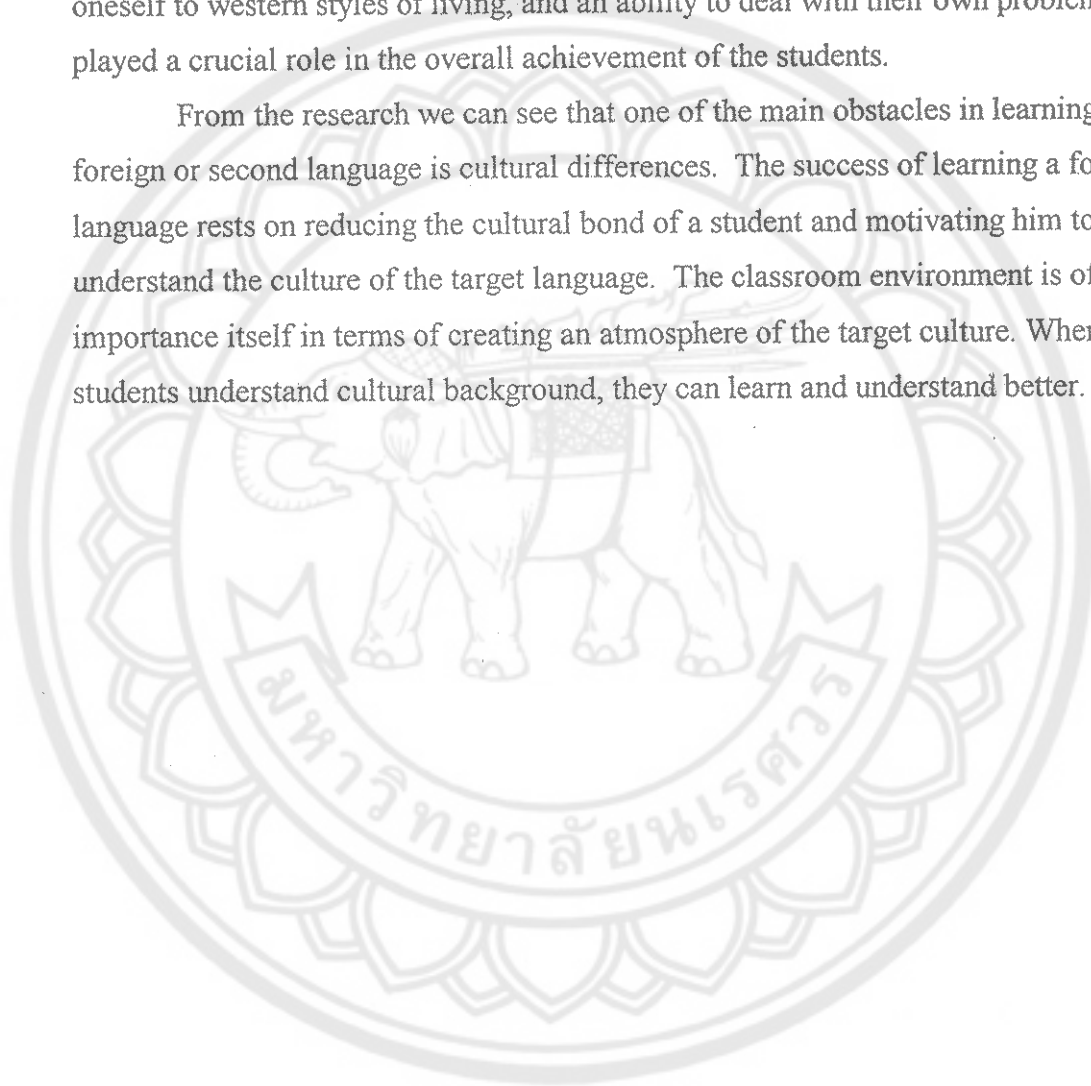 oneself to western styles of living, and an ability to deal with their own
played a crucial role in the overall achievement of the students.
From the research we can see that one of the main obstacles in learning
foreign or second language is cultural differences. The success of learning a
language rests on reducing the cultural bond of a student and motivating him to
understand the culture of the target language. The classroom environment is of
importance itself in terms of creating an atmosphere of the target culture.
students understand cultural background, they can learn and understand better.
มหาวิทยาลัยนเรศวร